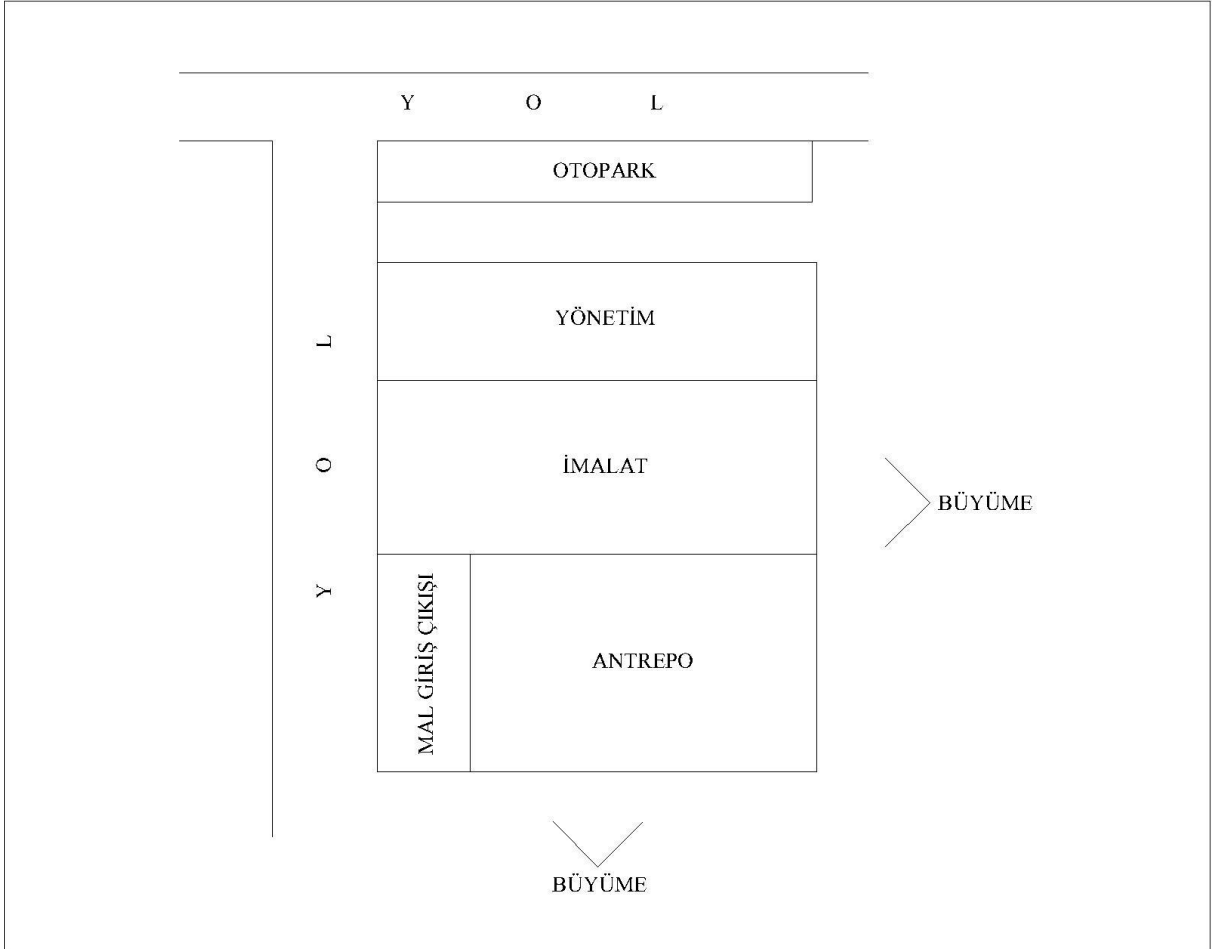 Y O L
OTOPARK
YÖNETİM
Y O L
İMALAT
BÜYÜME
MAL GİRİŞ ÇIKIŞI
ANTREPO
BÜYÜME